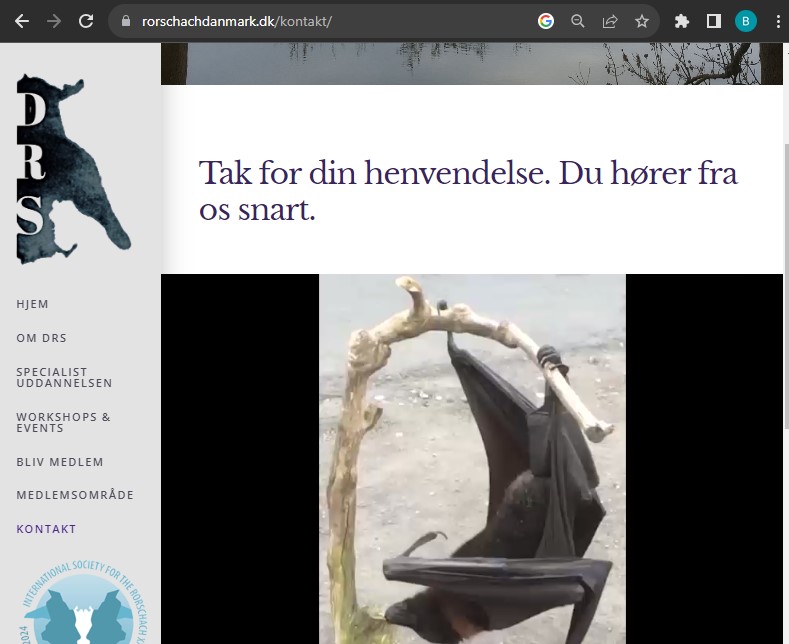 rorschachdanmark.dk/kontakt/
B
DRS
Tak for din henvendelse. Du hører fra
os snart.
HJEM
OM DRS
SPECIALIST
UDDANNELSEN
WORKSHOPS &
EVENTS
BLIV MEDLEM
MEDLEMSOMRÅDE
KONTAKT
2024 INTERNATIONAL SOCIETY FOR THE RORSCHACH